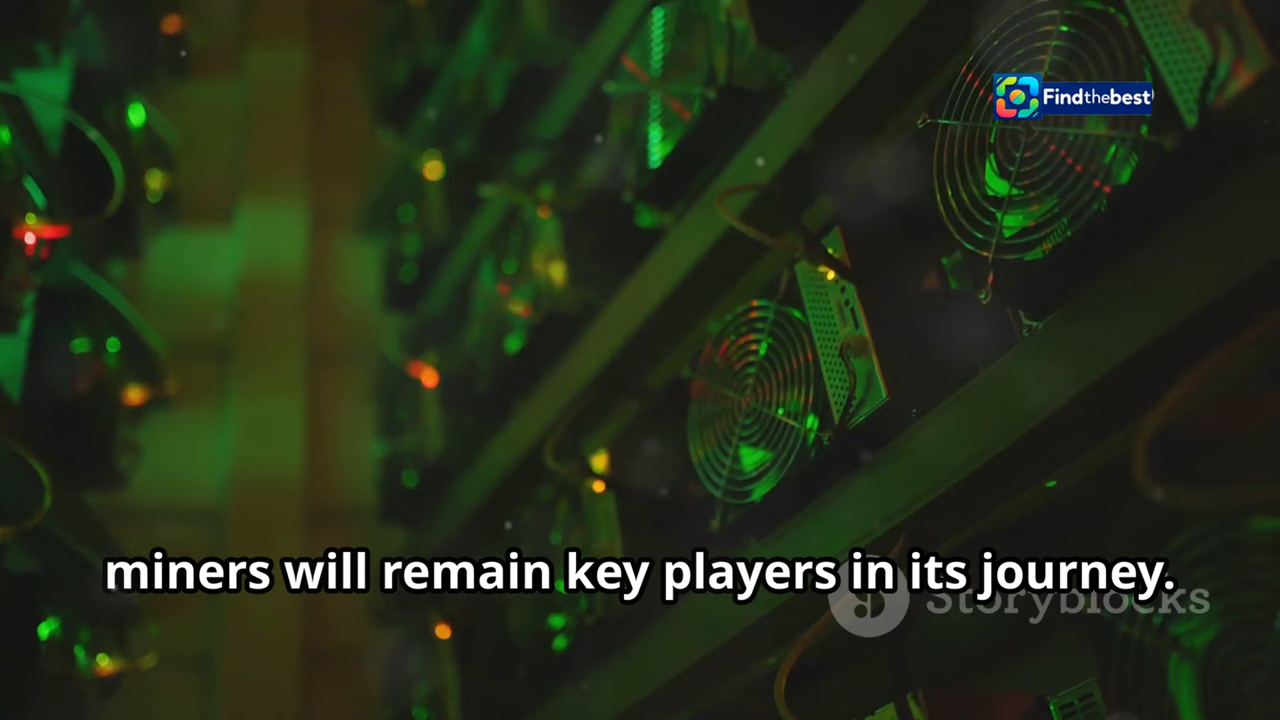 Findthebest
miners will remain key players in its journey.
Storyblocks